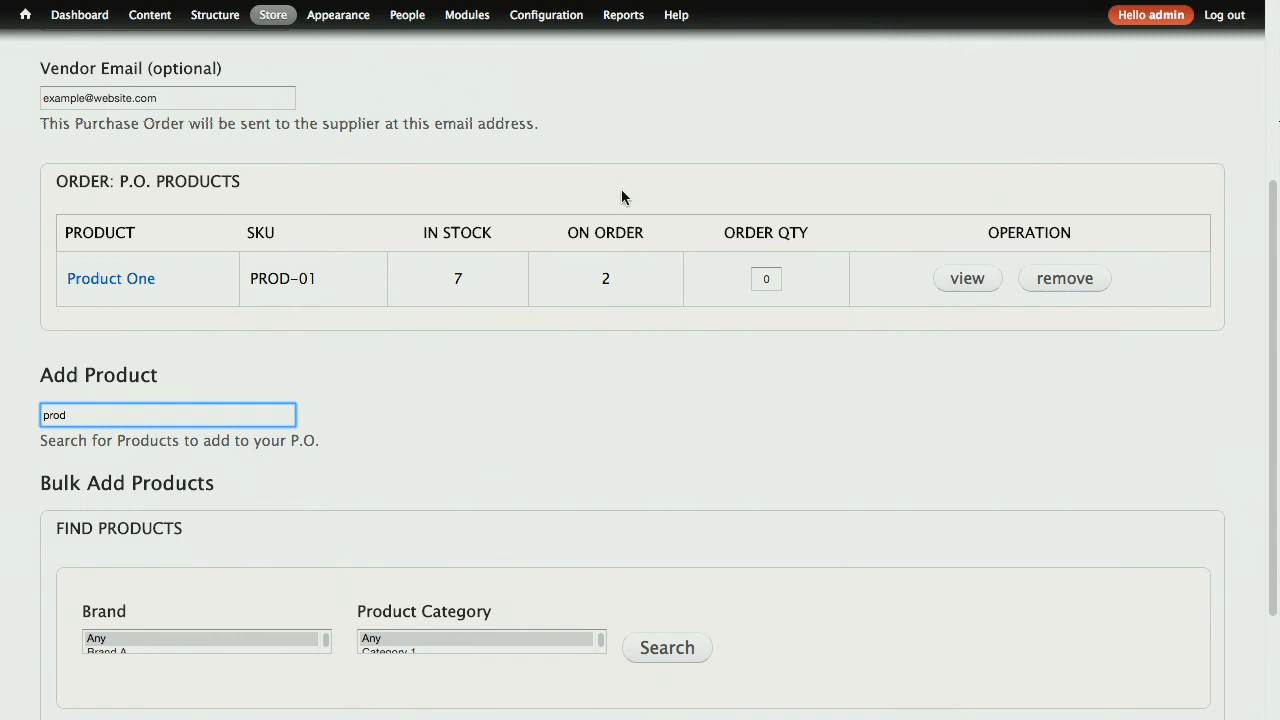 Dashboard Content Structure Store Appearance People Modules Configuration Reports Help Hello admin Log out
Vendor Email (optional)
example@website.com
This Purchase Order will be sent to the supplier at this email address.
ORDER: P.O. PRODUCTS
PRODUCT SKU IN STOCK ON ORDER ORDER QTY OPERATION
Product One PROD-01 7 2 0 view remove
Add Product
prod
Search for Products to add to your P.O.
Bulk Add Products
FIND PRODUCTS
Brand Product Category
Any Any
Brand A Category 1
Search